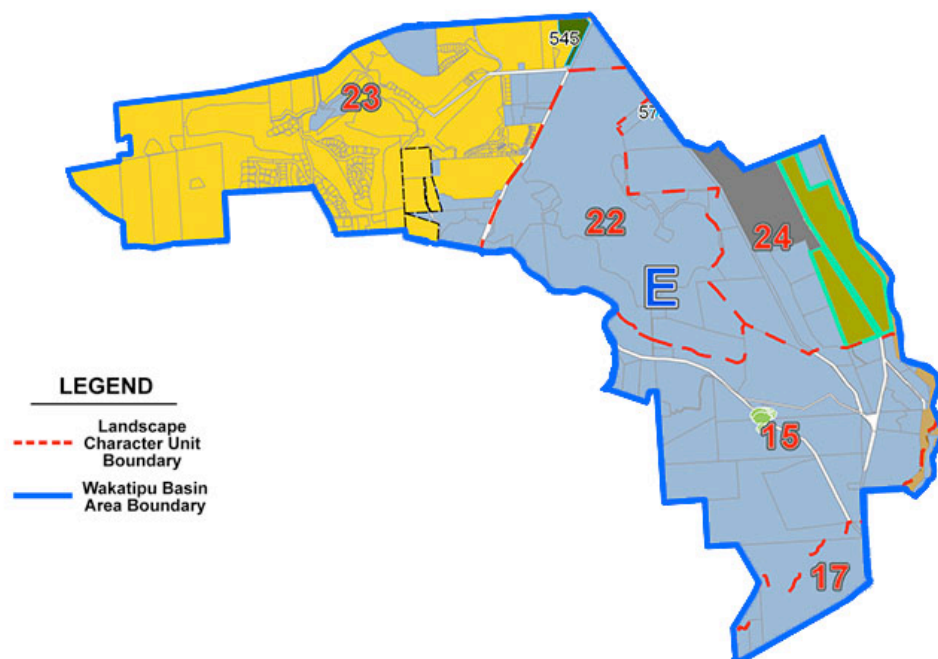 545
23
57
22
24
E
LEGEND
Landscape
Character Unit
Boundary
15
Wakatipu Basin
Area Boundary
17